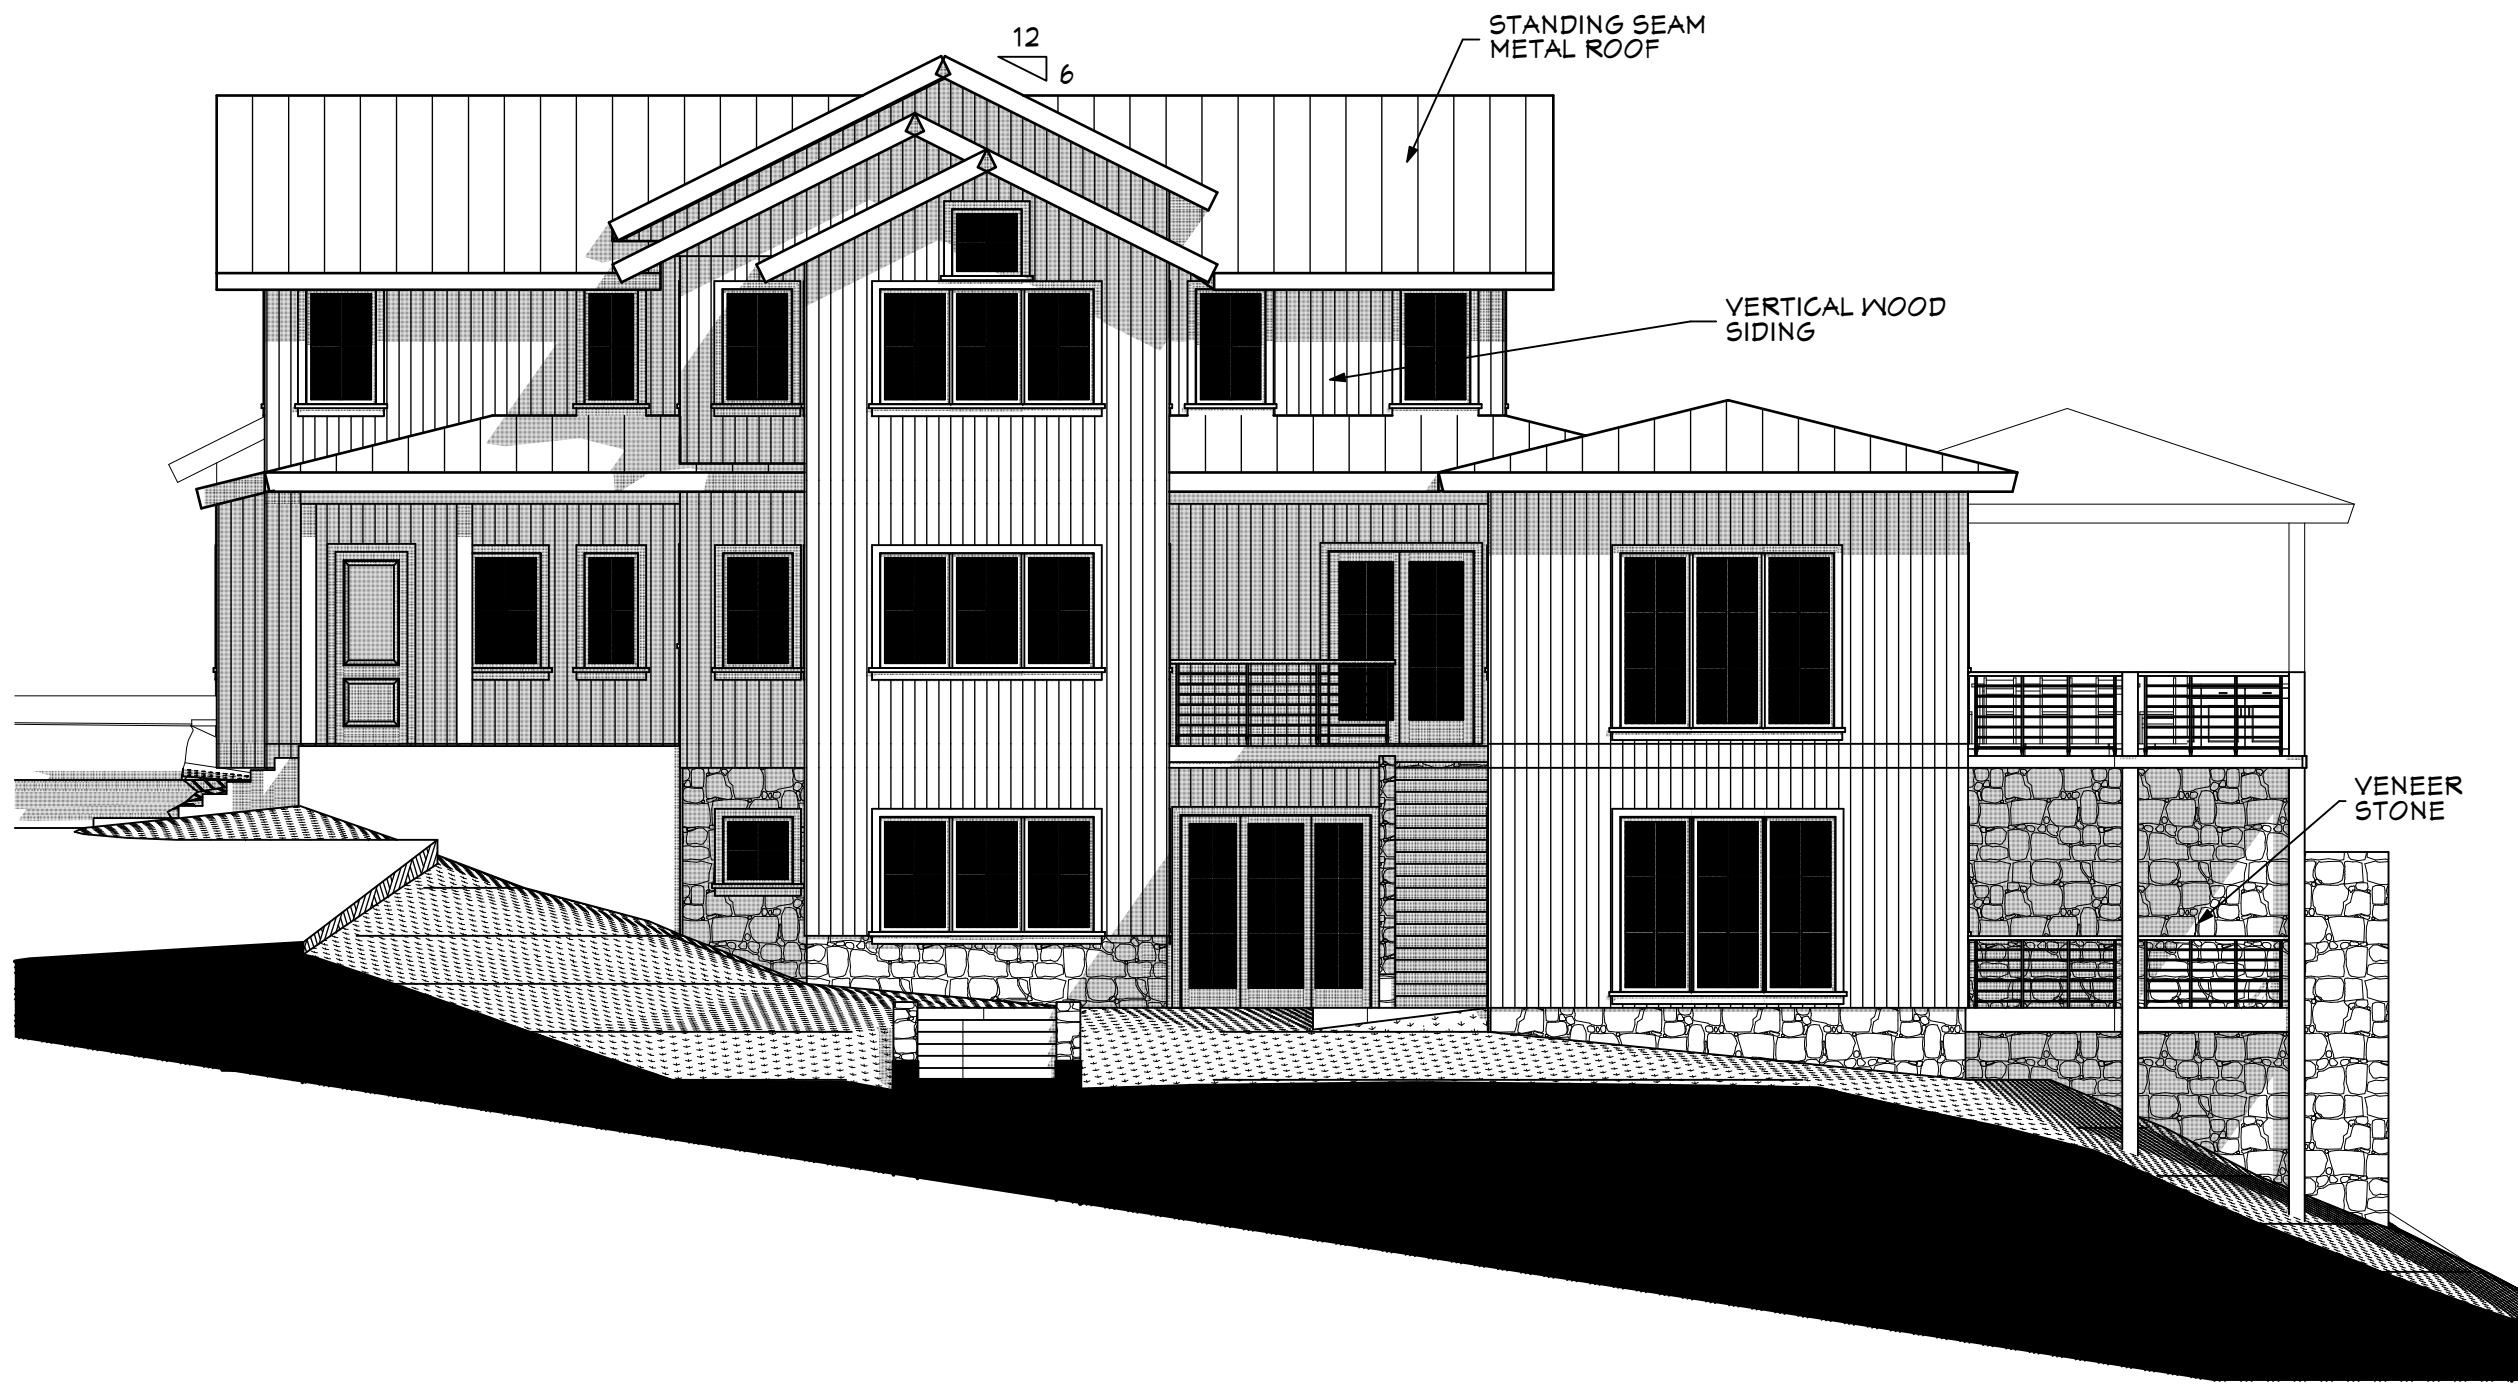 12
6
STANDING SEAM
METAL ROOF
VERTICAL WOOD
SIDING
VENEER
STONE